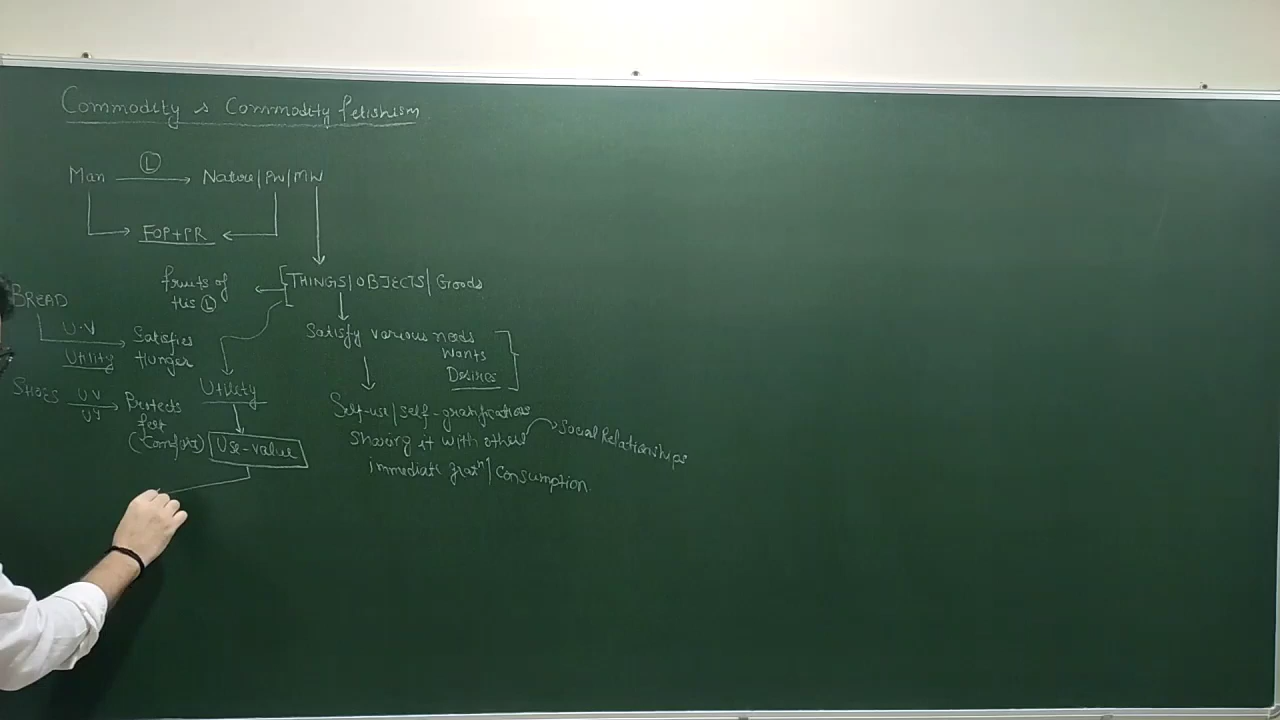 Commodity & Commodity fetishism
L
Man → Nature/PW/MW
FOP+PR
fruits of
this L
[THINGS/OBJECTS/Goods
BREAD
U.V
Utility
Satisfies
Hunger
Satisfy various needs
Wants
Desires
Shoes
U.V
Protects
feet
(Comfort)
Utility
Use-value
Self-use/self-gratification
Sharing it with others
Social Relationships
immediate gratⁿ/Consumption